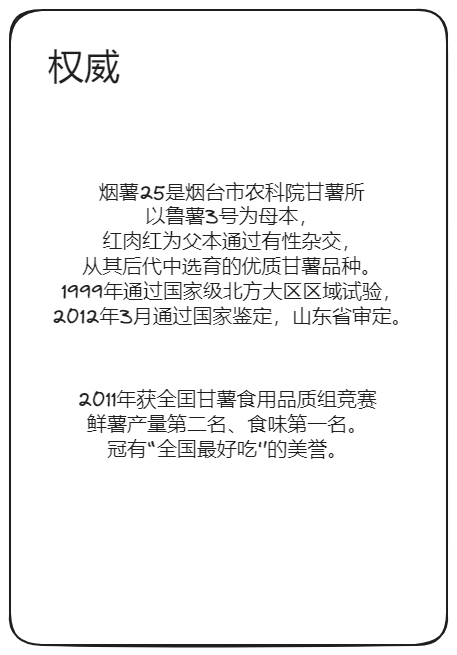 权威
烟薯25是烟台市农科院甘薯所
以鲁薯3号为母本，
红肉红为父本通过有性杂交，
从其后代中选育的优质甘薯品种。
1999年通过国家级北方大区区域试验，
2012年3月通过国家鉴定，山东省审定。
2011年获全国甘薯食用品质组竞赛
鲜薯产量第二名、食味第一名。
冠有“全国最好吃”的美誉。